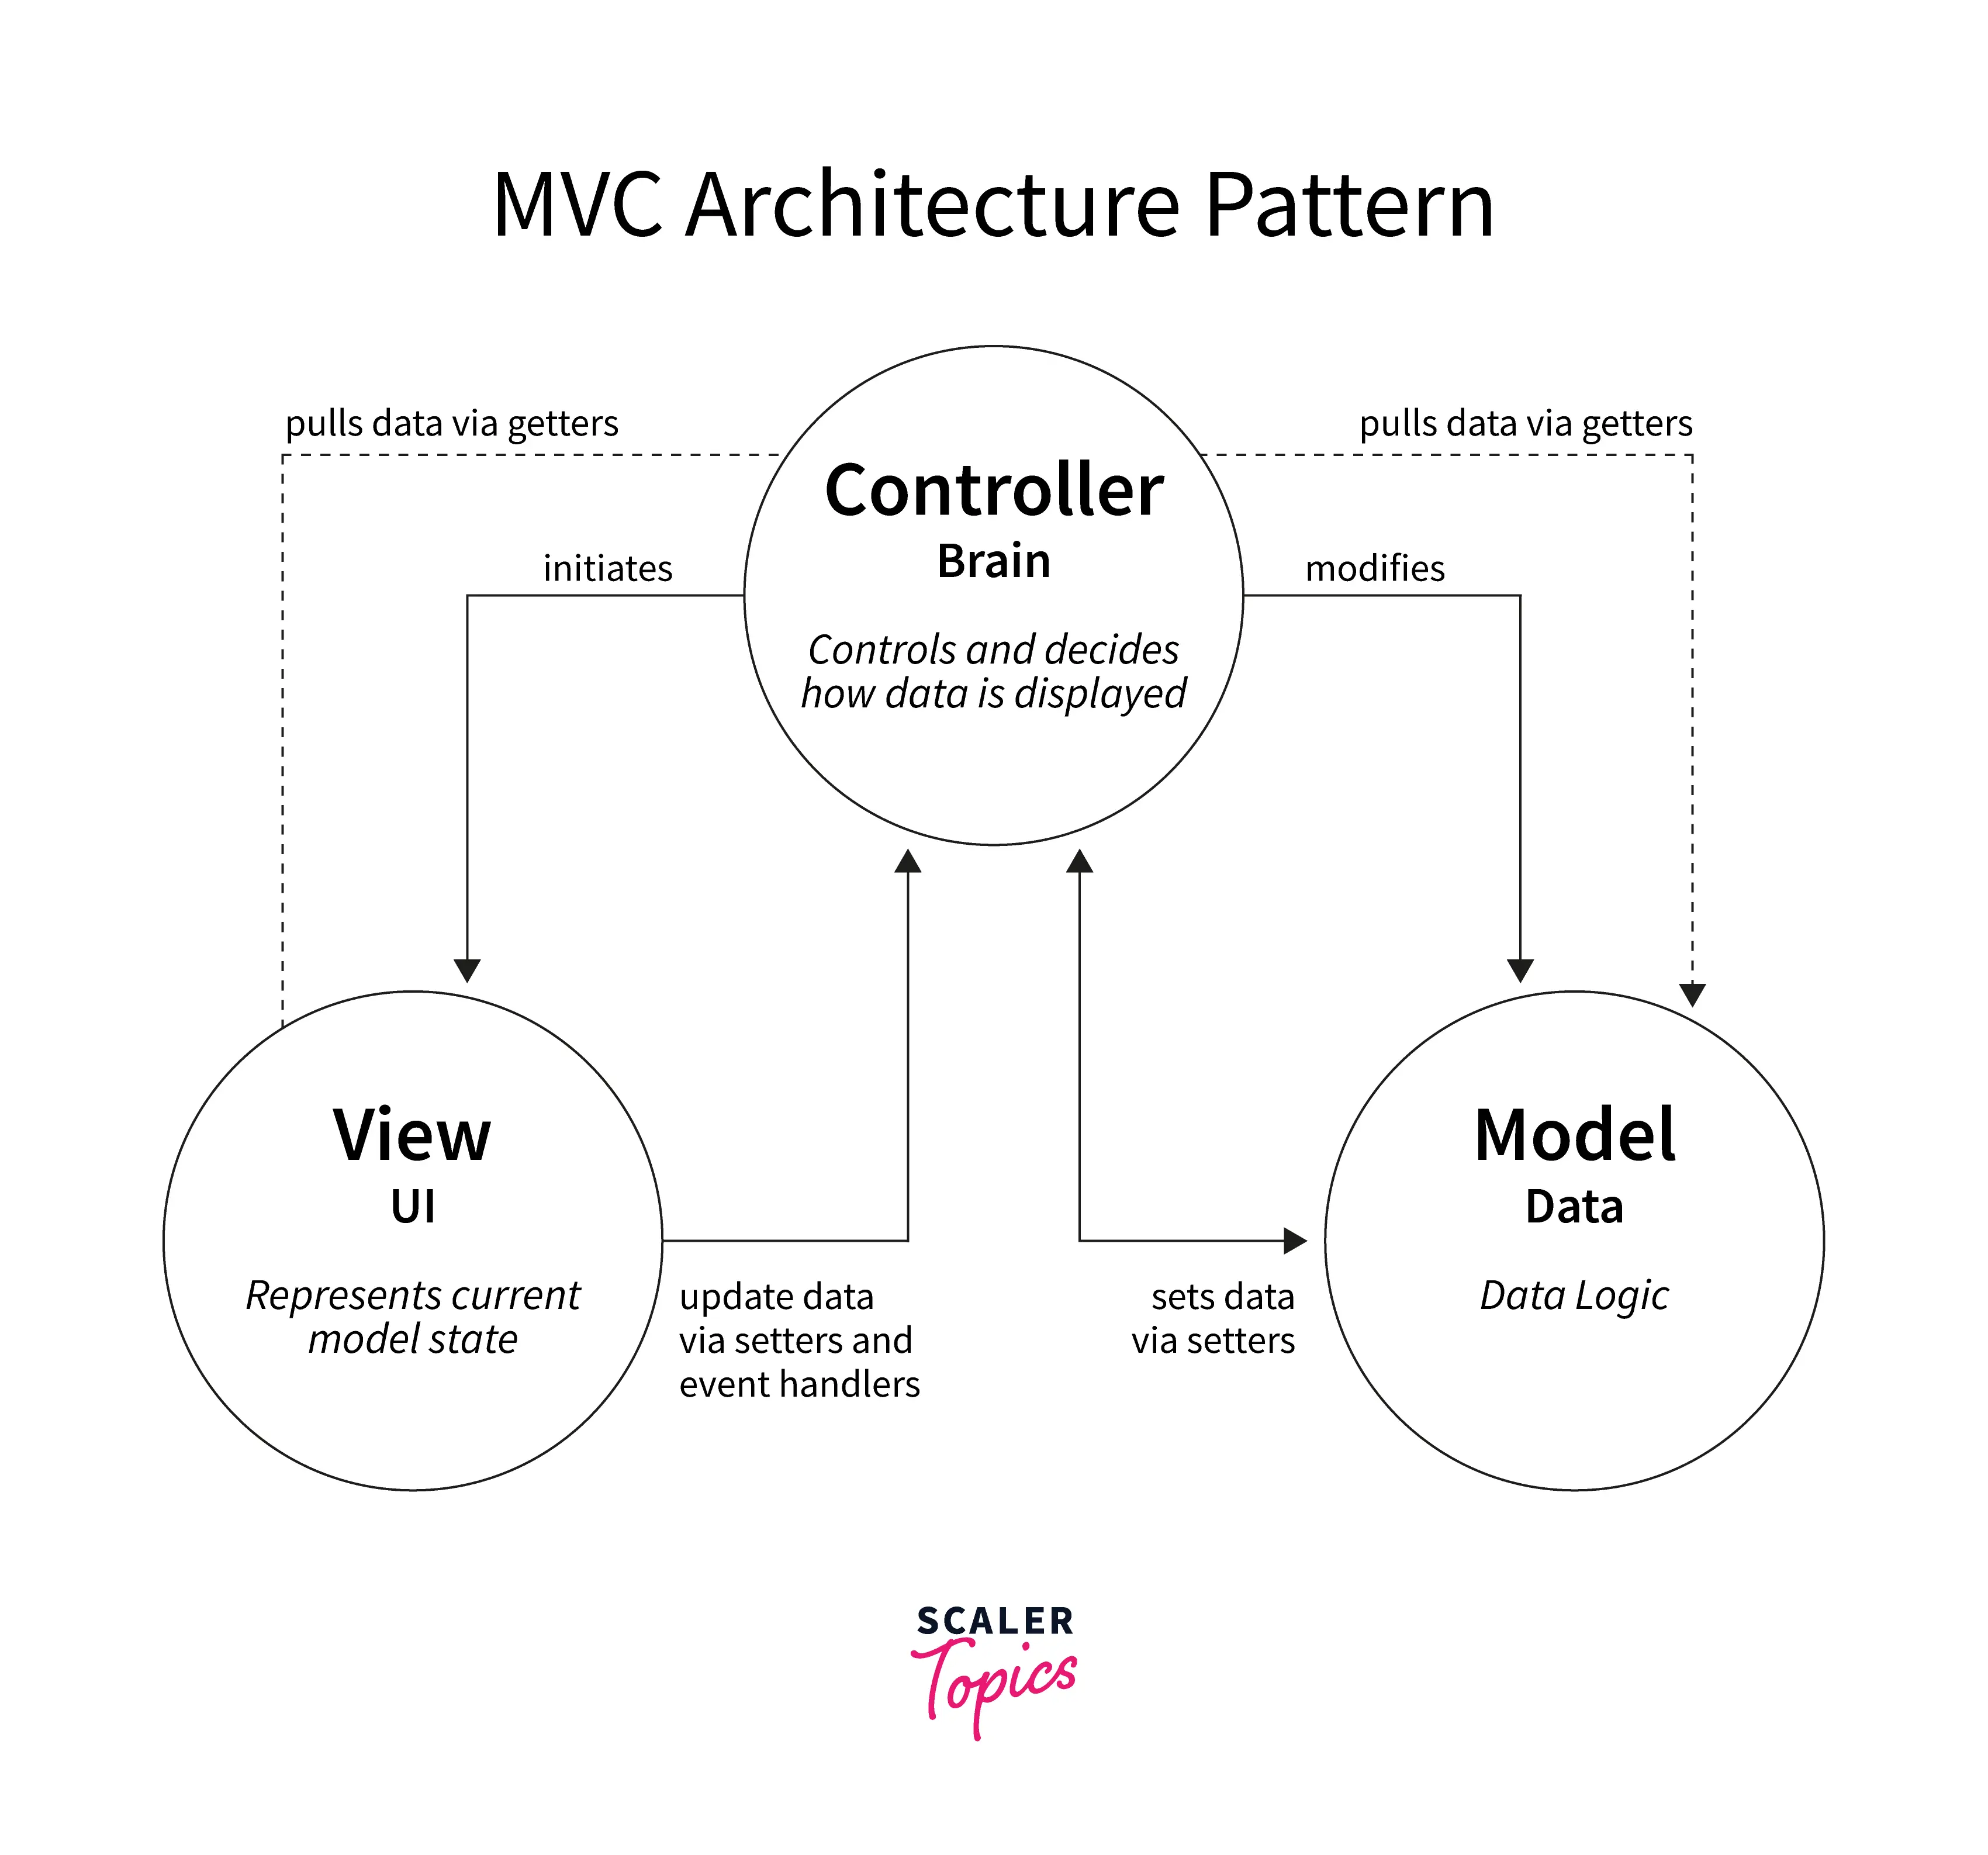 MVC Architecture Pattern
pulls data via getters
pulls data via getters
Controller
Brain
Controls and decides
how data is displayed
initiates
modifies
View
UI
Represents current
model state
Model
Data
Data Logic
update data
via setters and
event handlers
sets data
via setters
SCALER
Topics